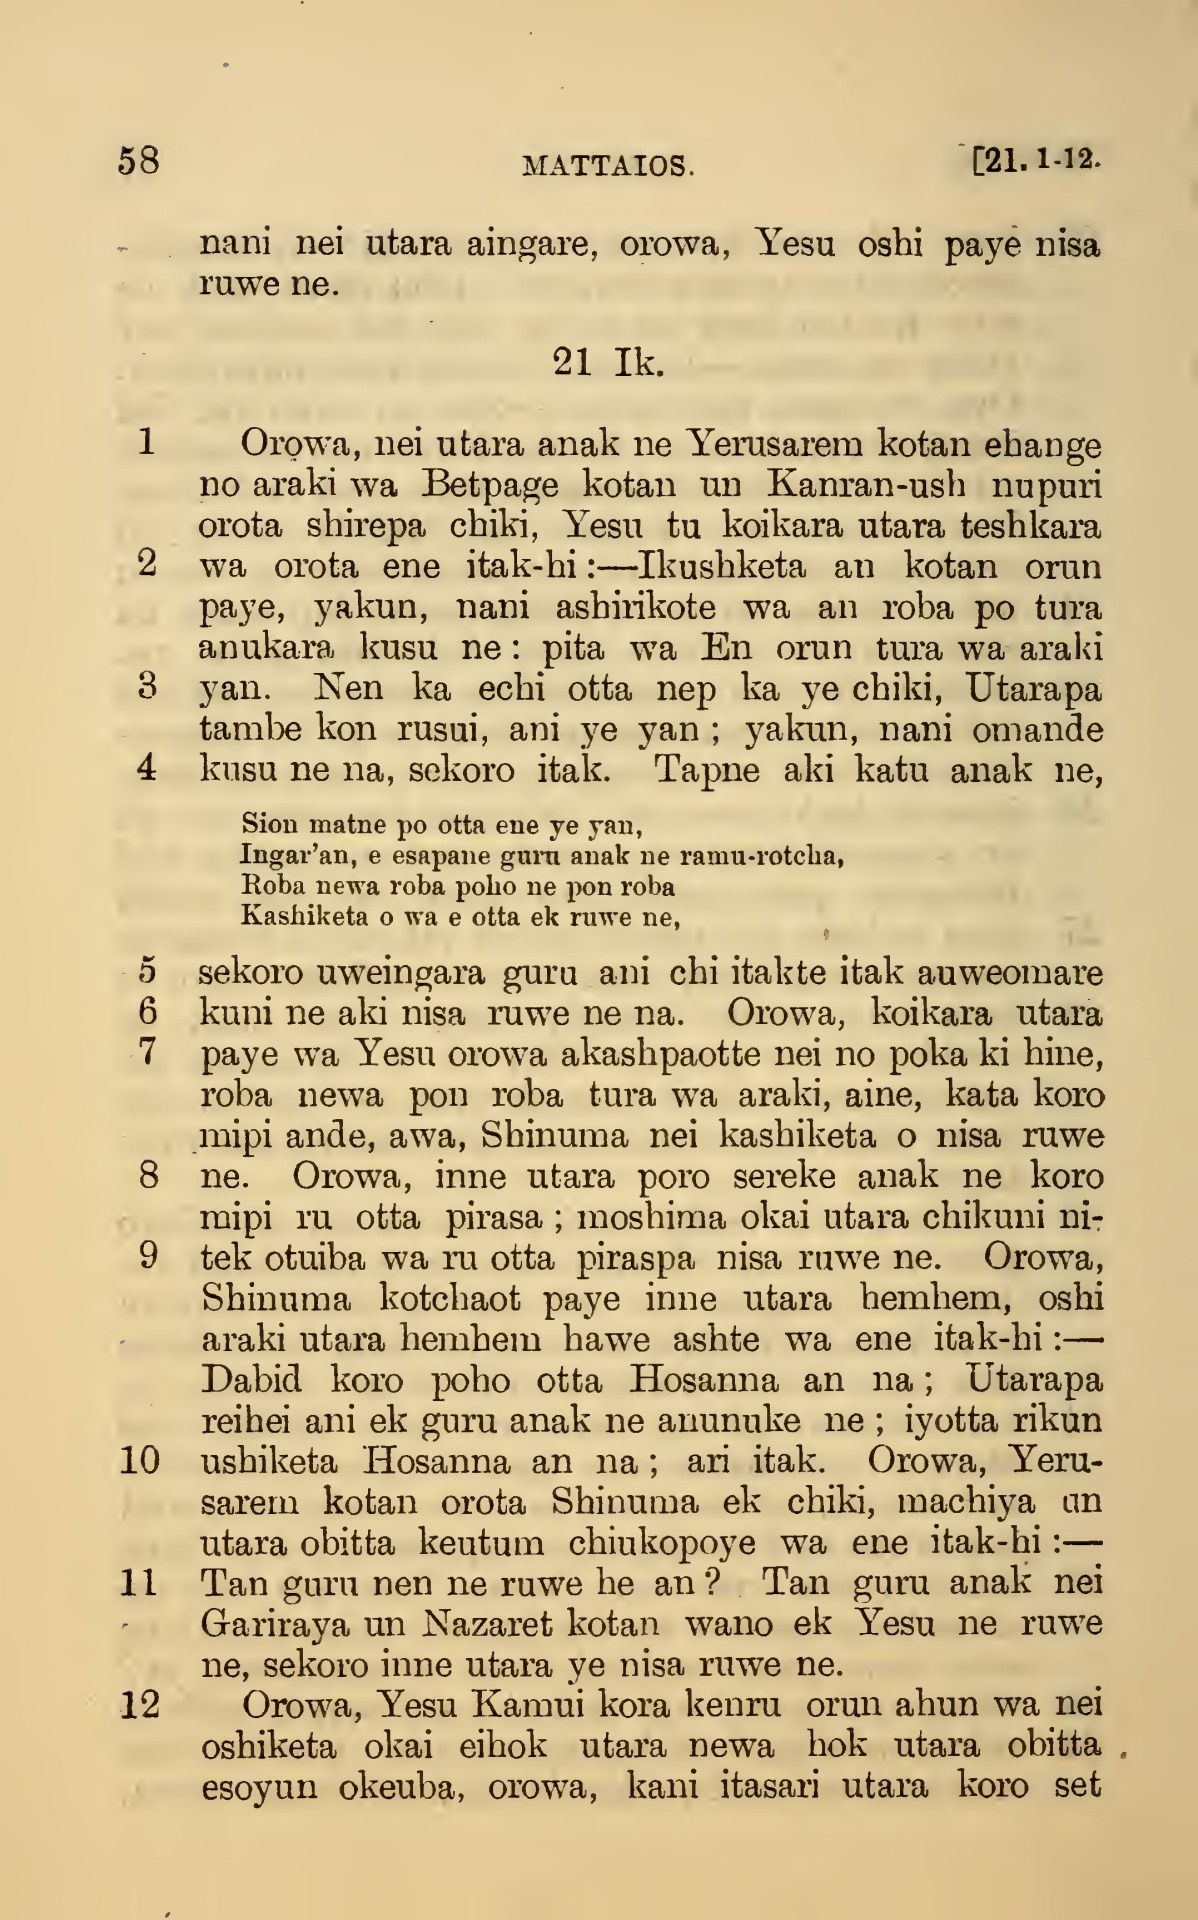 58 MATTAIOS. [21. 1-12.
nani nei utara aingare, orowa, Yesu oshi paye nisa
ruwe ne.
21 Ik.
1 Orowa, nei utara anak ne Yerusarem kotan ehange
no araki wa Betpage kotan un Kanran-ush nupuri
orota shirepa chiki, Yesu tu koikara utara teshkara
2 wa orota ene itak-hi :—Ikushketa an kotan orun
paye, yakun, nani ashirikote wa an roba po tura
anukara kusu ne : pita wa En orun tura wa araki
3 yan. Nen ka echi otta nep ka ye chiki, Utarapa
tambe kon rusui, ani ye yan ; yakun, nani omande
4 kusu ne na, sekoro itak. Tapne aki katu anak ne,
Sion matne po otta ene ye yan,
Ingar'an, e esapane guru anak ne ramu-rotcha,
Roba newa roba poho ne pon roba
Kashiketa o wa e otta ek ruwe ne,
5 sekoro uweingara guru ani chi itakte itak auweomare
6 kuni ne aki nisa ruwe ne na. Orowa, koikara utara
7 paye wa Yesu orowa akashpaotte nei no poka ki hine,
roba newa pon roba tura wa araki, aine, kata koro
mipi ande, awa, Shinuma nei kashiketa o nisa ruwe
8 ne. Orowa, inne utara poro sereke anak ne koro
mipi ru otta pirasa ; moshima okai utara chikuni ni-
9 tek otuiba wa ru otta piraspa nisa ruwe ne. Orowa,
Shinuma kotchaot paye inne utara hemhem, oshi
araki utara hemhem hawe ashte wa ene itak-hi :—
Dabid koro poho otta Hosanna an na ; Utarapa
reihei ani ek guru anak ne anunuke ne ; iyotta rikun
10 ushiketa Hosanna an na ; ari itak. Orowa, Yeru-
sarem kotan orota Shinuma ek chiki, machiya un
utara obitta keutum chiukopoye wa ene itak-hi :—
11 Tan guru nen ne ruwe he an ? Tan guru anak nei
Gariraya un Nazaret kotan wano ek Yesu ne ruwe
ne, sekoro inne utara ye nisa ruwe ne.
12 Orowa, Yesu Kamui kora kenru orun ahun wa nei
oshiketa okai eihok utara newa hok utara obitta
esoyun okeuba, orowa, kani itasari utara koro set